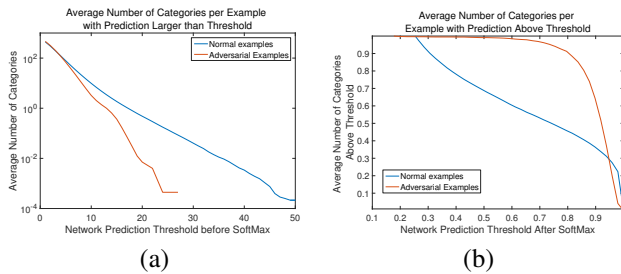 Average Number of Categories per Example
with Prediction Larger than Threshold
Normal examples
Adversarial Examples
Average Number of Categories
10^2
10^0
10^-2
10^-4
0 10 20 30 40 50
Network Prediction Threshold before SoftMax
(a)
Average Number of Categories per
Example with Prediction Above Threshold
Average Number of Categories
Above Threshold
1
0.9
0.8
0.7
0.6
0.5
0.4
0.3
0.2
0.1
Normal examples
Adversarial Examples
0.1 0.2 0.3 0.4 0.5 0.6 0.7 0.8 0.9
Network Prediction Threshold After SoftMax
(b)